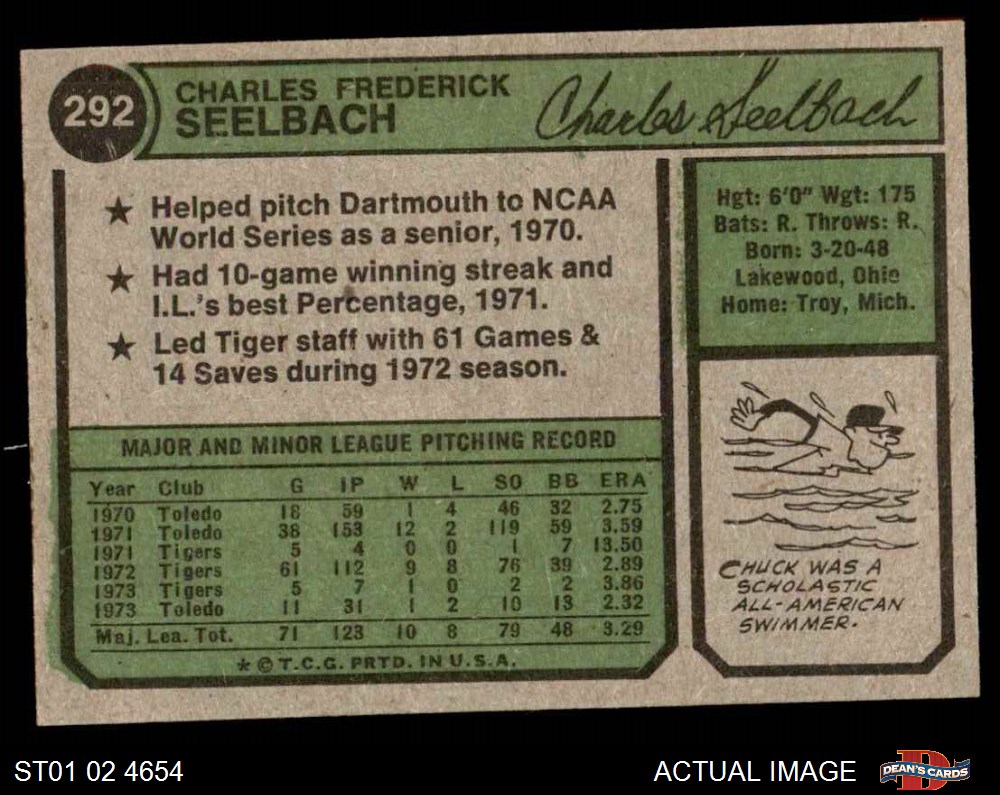 292
CHARLES FREDERICK
SEELBACH
Charles Seelbach
★ Helped pitch Dartmouth to NCAA
World Series as a senior, 1970.
★ Had 10-game winning streak and
I.L.'s best Percentage, 1971.
★ Led Tiger staff with 61 Games &
14 Saves during 1972 season.
Hgt: 6'0" Wgt: 175
Bats: R. Throws: R.
Born: 3-20-48
Lakewood, Ohio
Home: Troy, Mich.
MAJOR AND MINOR LEAGUE PITCHING RECORD
Year Club G IP W L SO BB ERA
1970 Toledo 18 59 1 4 46 32 2.75
1971 Toledo 38 153 12 2 119 59 3.59
1971 Tigers 5 4 0 0 1 7 13.50
1972 Tigers 61 112 9 8 76 39 2.89
1973 Tigers 5 7 1 0 2 2 3.86
1973 Toledo 11 31 1 2 10 13 2.32
Maj. Lea. Tot. 71 123 10 8 79 48 3.29
* © T.C.G. PRTD. IN U.S.A.
CHUCK WAS A
SCHOLASTIC
ALL-AMERICAN
SWIMMER.
ST01 02 4654
ACTUAL IMAGE
D
DEAN'S CARDS